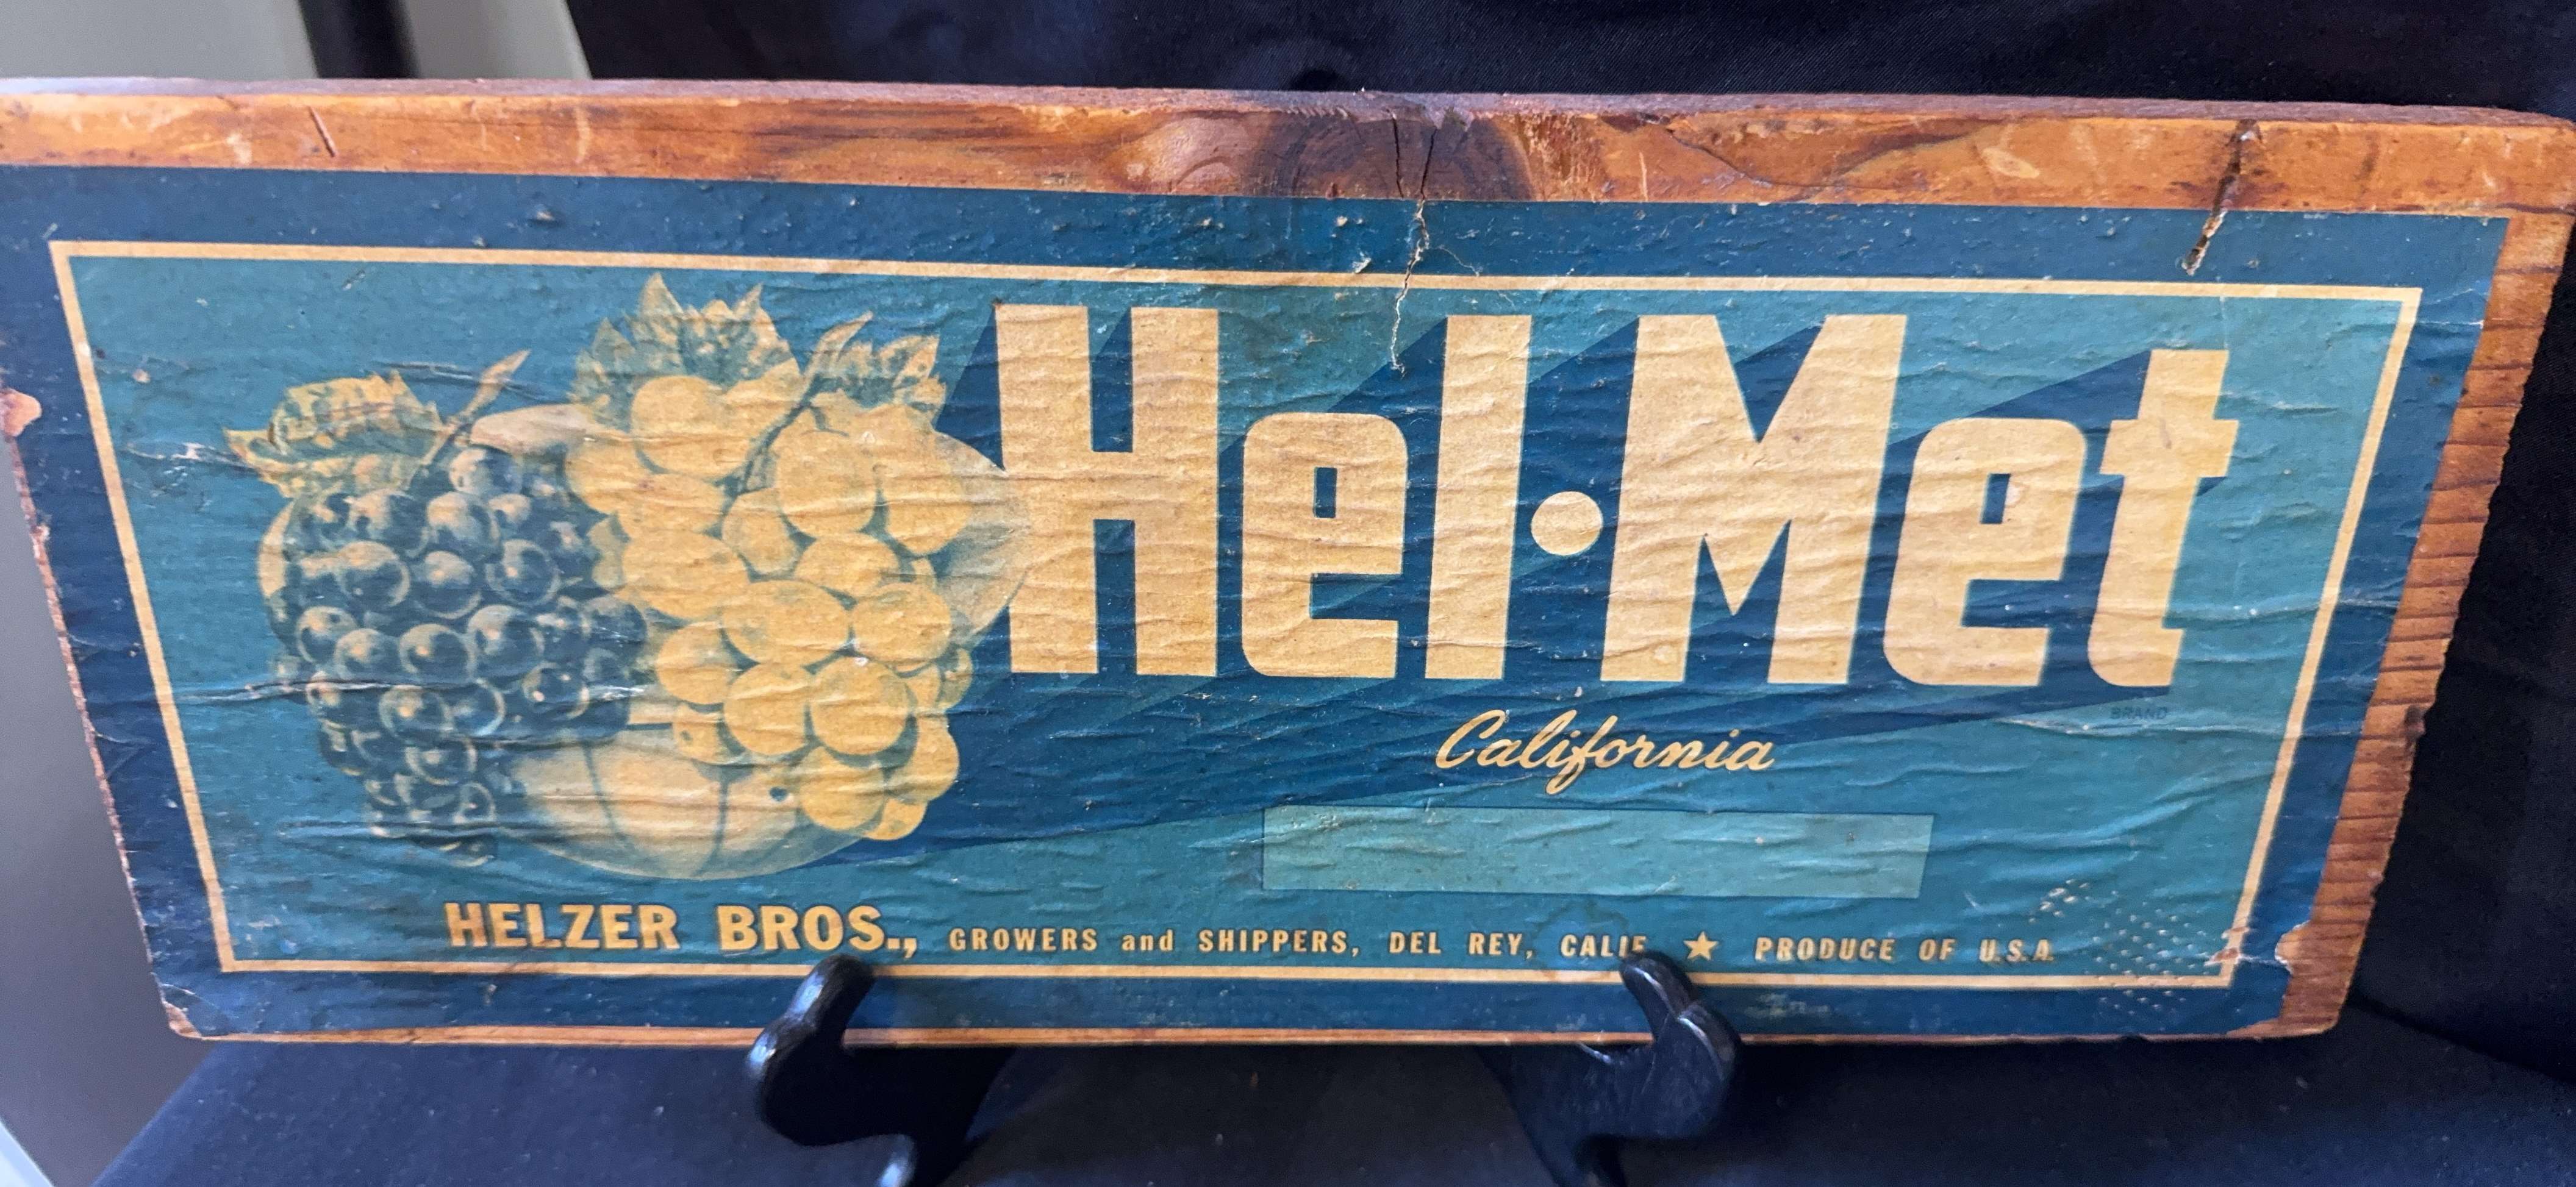 Hel•Met
BRAND
California
HELZER BROS., GROWERS and SHIPPERS, DEL REY, CALIF ★ PRODUCE OF U.S.A.